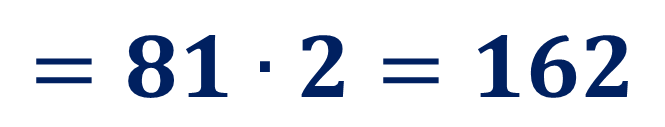 = 81 · 2 = 162